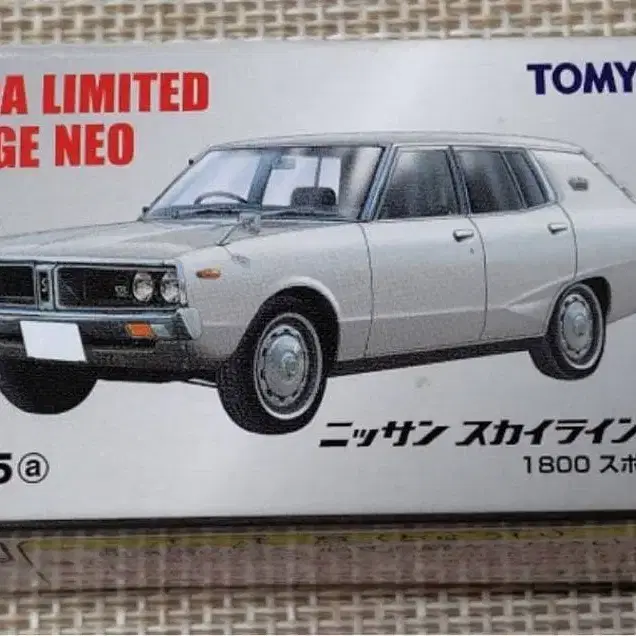 A LIMITED
GE NEO
TOMY
ニッサン スカイライン
1800 スポ
5ⓐ